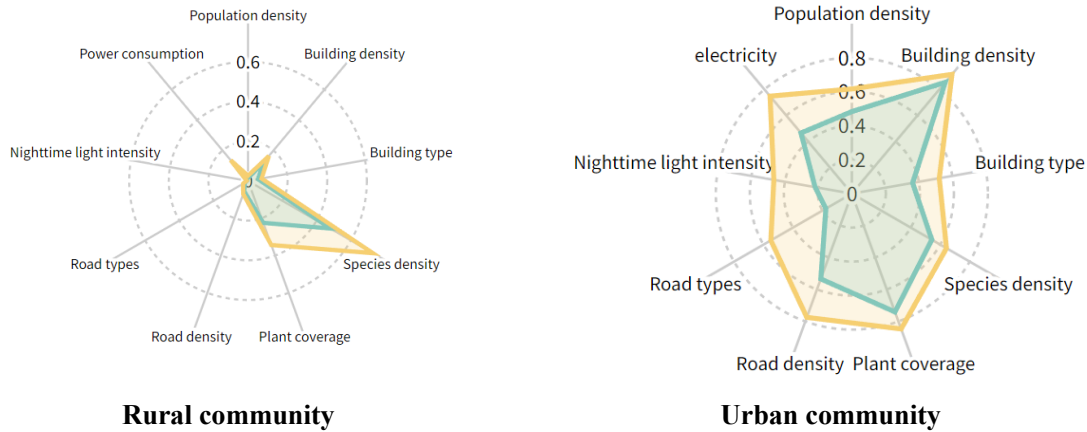 Population density
Power consumption
Building density
0.6
0.4
0.2
0
Nighttime light intensity
Building type
Road types
Species density
Road density
Plant coverage
Rural community
Population density
electricity
Building density
0.8
0.6
0.4
0.2
0
Nighttime light intensity
Building type
Road types
Species density
Road density
Plant coverage
Urban community